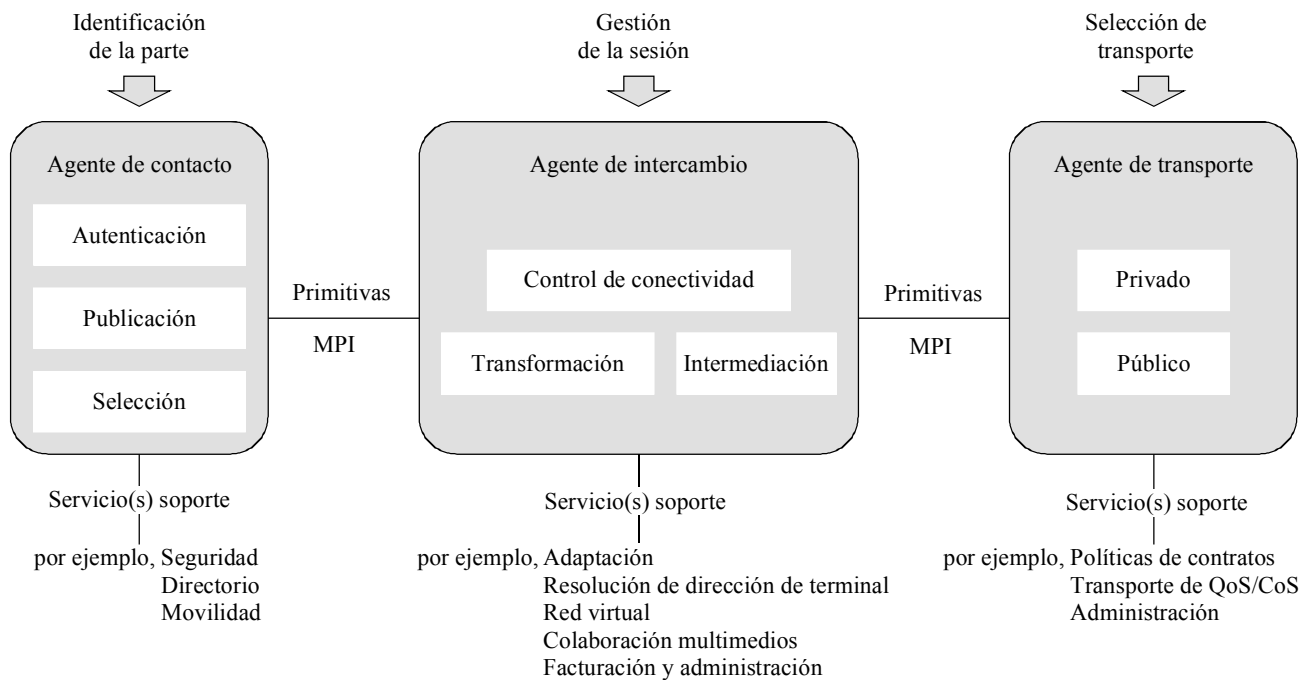 Identificación
de la parte
Gestión
de la sesión
Selección de
transporte
Agente de contacto
Autenticación
Publicación
Selección
Primitivas
MPI
Agente de intercambio
Control de conectividad
Transformación
Intermediación
Primitivas
MPI
Agente de transporte
Privado
Público
Servicio(s) soporte
por ejemplo, Seguridad
Directorio
Movilidad
Servicio(s) soporte
por ejemplo, Adaptación
Resolución de dirección de terminal
Red virtual
Colaboración multimedios
Facturación y administración
Servicio(s) soporte
por ejemplo, Políticas de contratos
Transporte de QoS/CoS
Administración